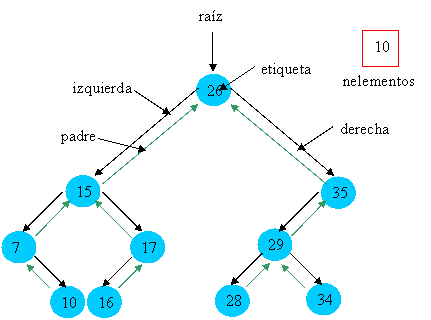 raíz
10
nelementos
etiqueta
izquierda
26
padre
derecha
15
35
7
17
29
10
16
28
34